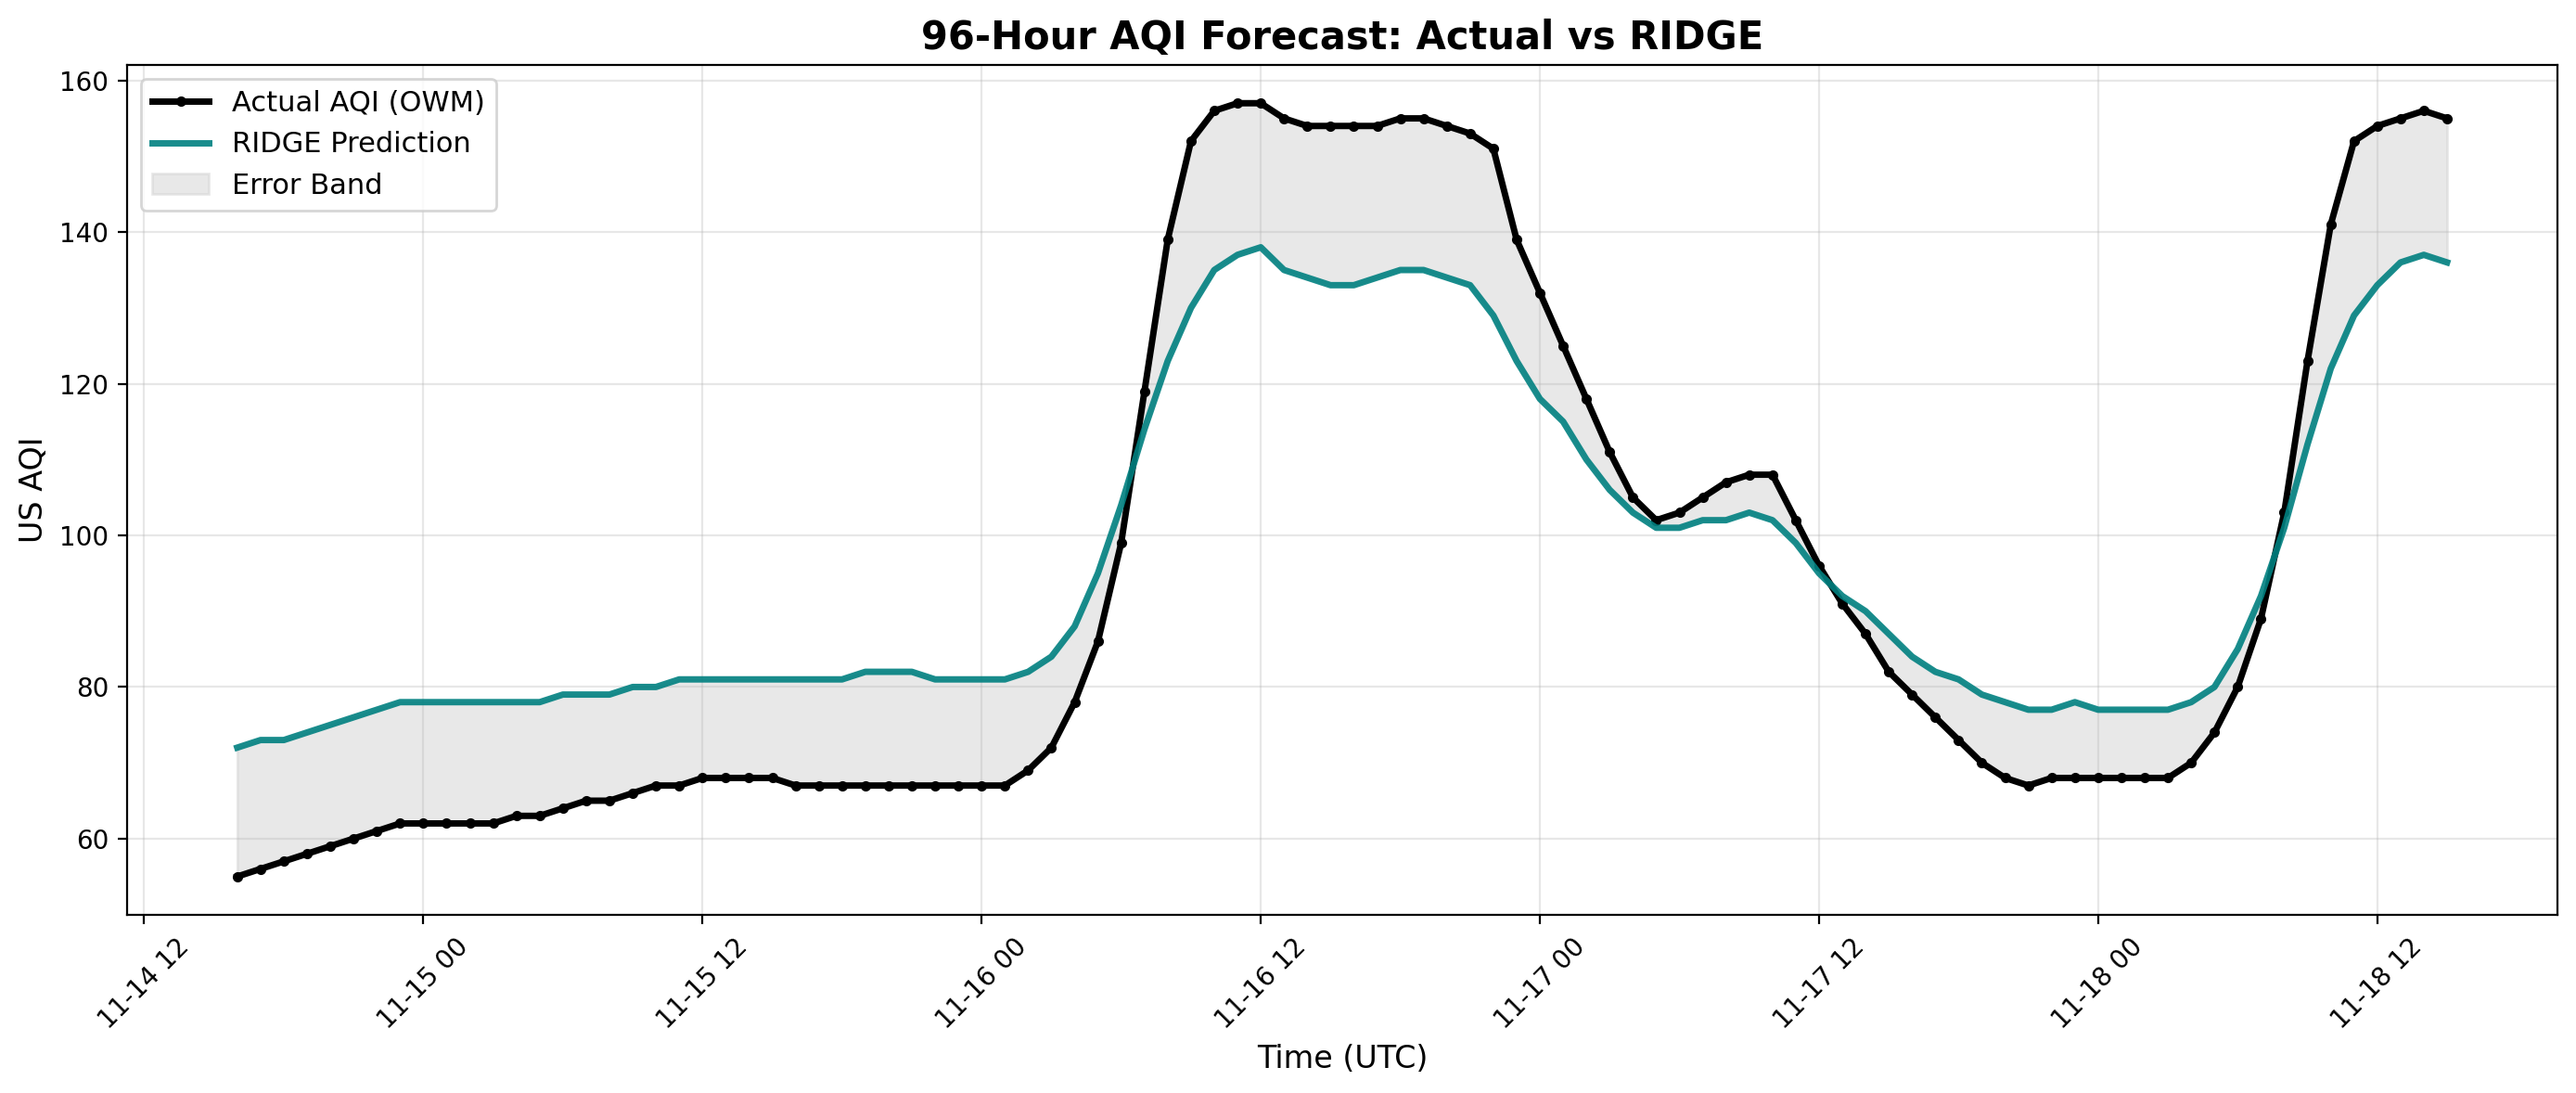 96-Hour AQI Forecast: Actual vs RIDGE
Actual AQI (OWM)
RIDGE Prediction
Error Band
US AQI
160
140
120
100
80
60
11-14 12
11-15 00
11-15 12
11-16 00
11-16 12
11-17 00
11-17 12
11-18 00
11-18 12
Time (UTC)